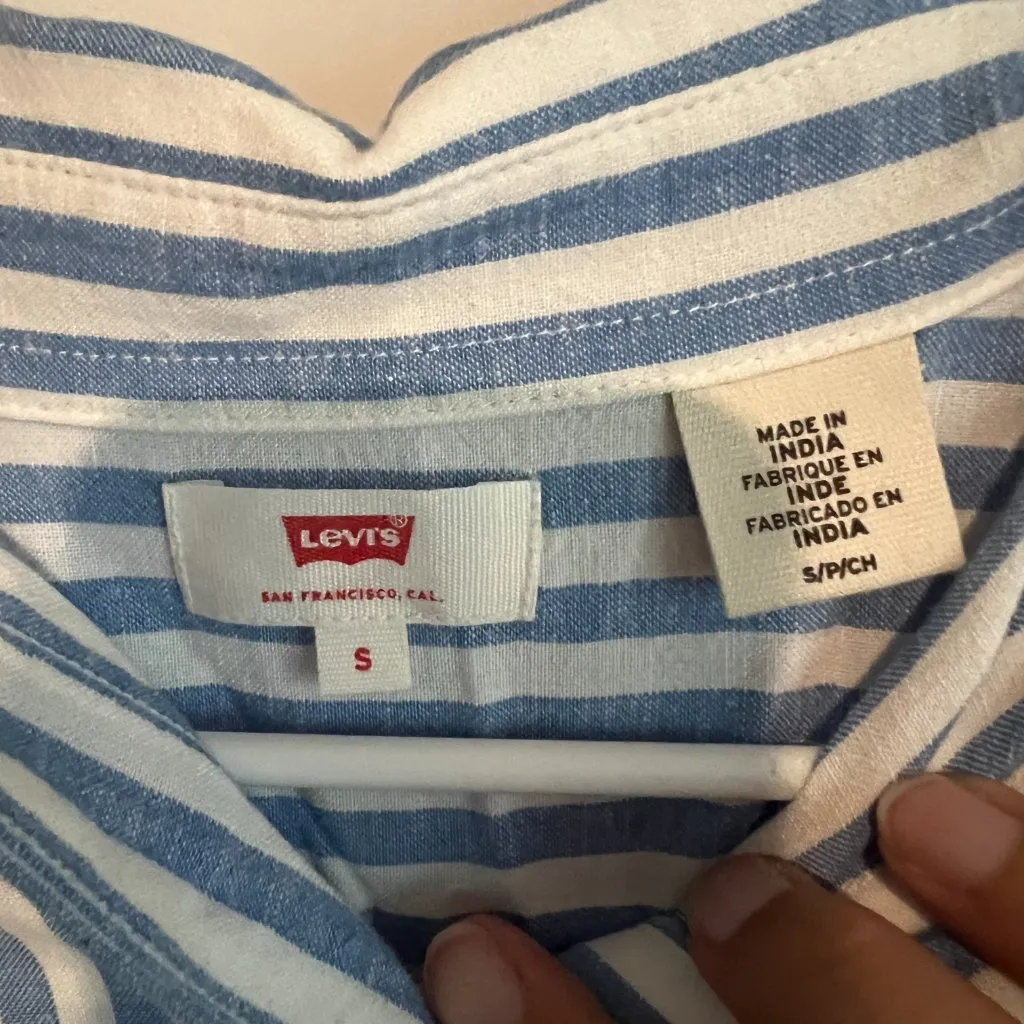 Levi's®
SAN FRANCISCO, CAL.
S
MADE IN
INDIA
FABRIQUE EN
INDE
FABRICADO EN
INDIA
S/P/CH